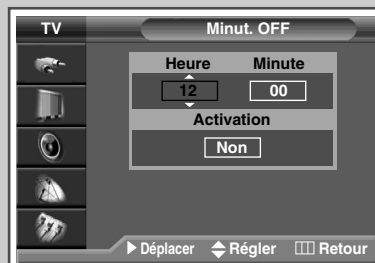 TV
Minut. OFF
Heure Minute
12 00
Activation
Non
Déplacer Régler Retour